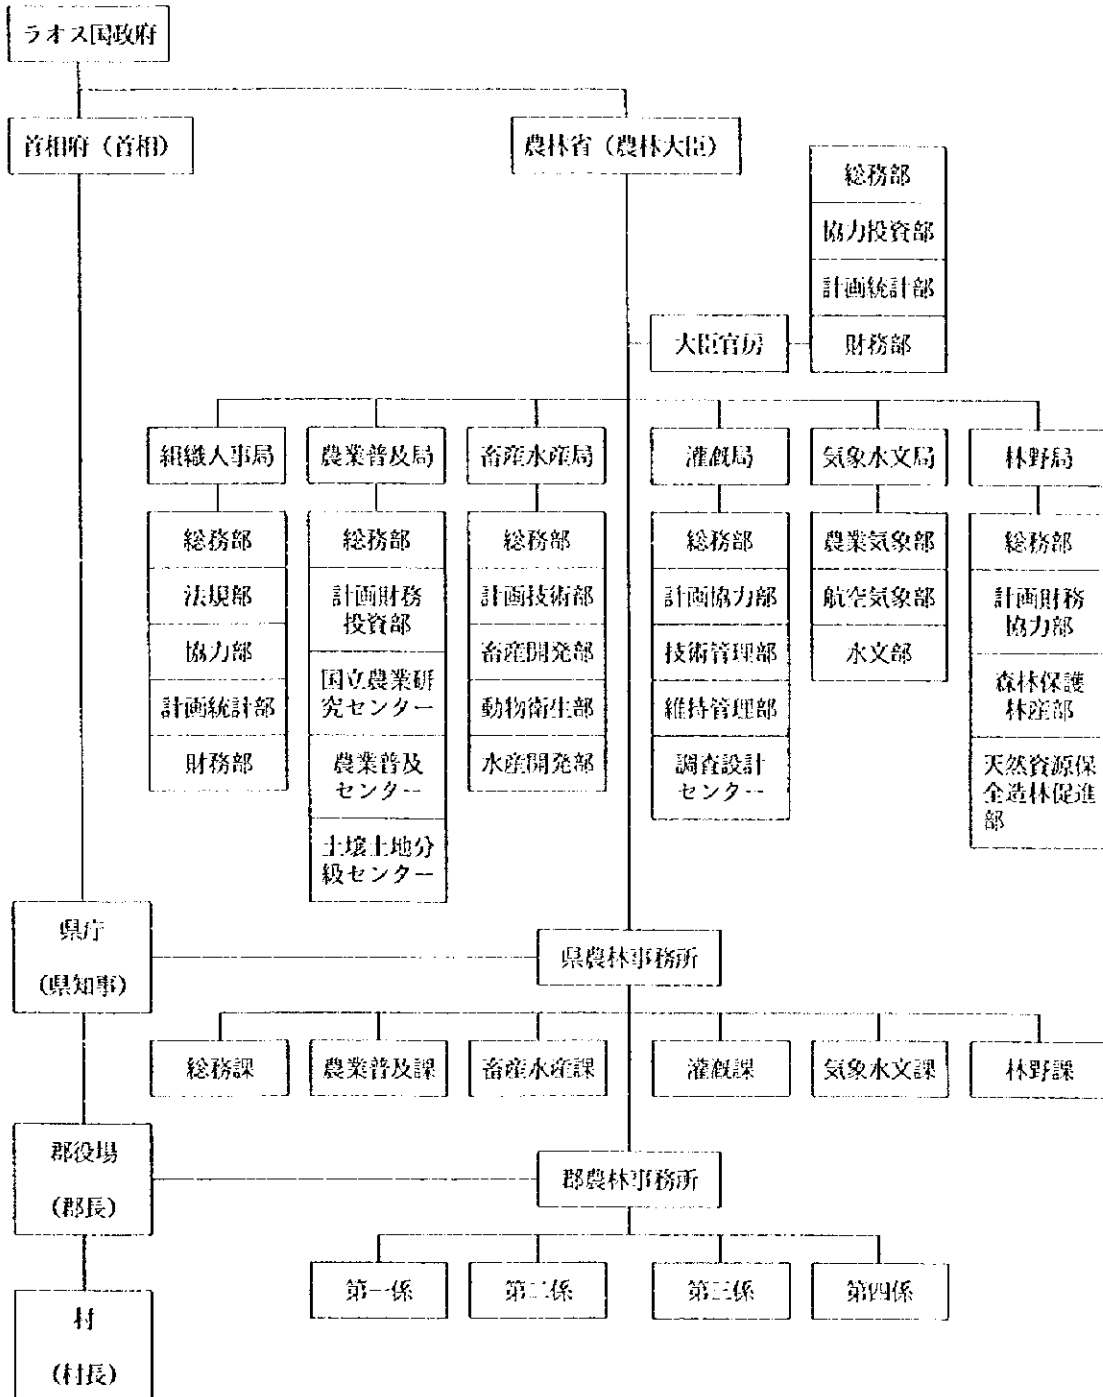 ラオス国政府
首相府（首相）
農林省（農林大臣）
総務部
協力投資部
計画統計部
財務部
大臣官房
組織人事局
農業普及局
畜産水産局
灌漑局
気象水文局
林野局
総務部
法規部
協力部
計画統計部
財務部
総務部
計画財務
投資部
国立農業研
究センター
農業普及
センター
土壌土地分
級センター
総務部
計画技術部
畜産開発部
動物衛生部
水産開発部
総務部
計画協力部
技術管理部
維持管理部
調査設計
センター
農業気象部
航空気象部
水文部
総務部
計画財務
協力部
森林保護
林産部
天然資源保
全造林促進
部
県庁
（県知事）
県農林事務所
総務課
農業普及課
畜産水産課
灌漑課
気象水文課
林野課
郡役場
（郡長）
郡農林事務所
第一係
第二係
第三係
第四係
村
（村長）